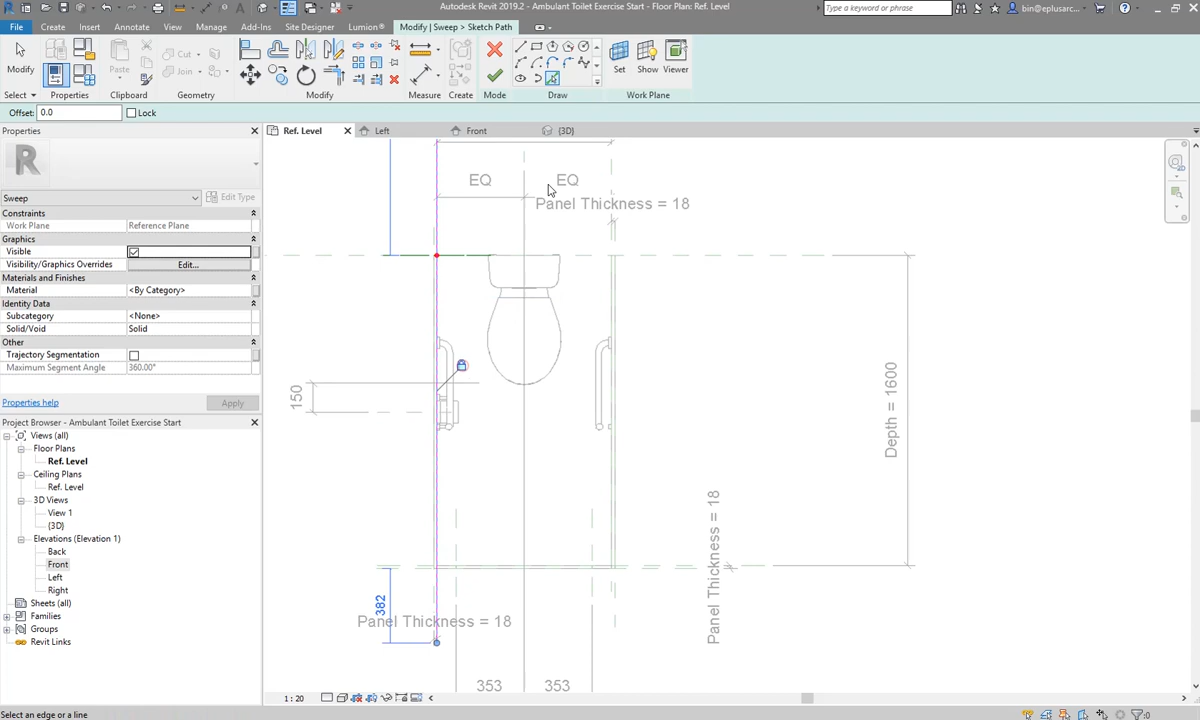 Autodesk Revit 2019.2 - Ambulant Toilet Exercise Start - Floor Plan: Ref. Level
Type a keyword or phrase
bin@eplusarc...
File Create Insert Annotate View Manage Add-Ins Site Designer Lumion® Modify | Sweep > Sketch Path
Modify
Paste
Cut
Join
Set Show Viewer
Select Properties Clipboard Geometry Modify Measure Create Mode Draw Work Plane
Offset: 0.0 Lock
Properties
Ref. Level Left Front {3D}
Sweep Edit Type
Constraints
Work Plane Reference Plane
Graphics
Visible
Visibility/Graphics Overrides Edit...
Materials and Finishes
Material <By Category>
Identity Data
Subcategory <None>
Solid/Void Solid
Other
Trajectory Segmentation
Maximum Segment Angle 360.00°
Properties help Apply
Project Browser - Ambulant Toilet Exercise Start
Views (all)
Floor Plans
Ref. Level
Ceiling Plans
Ref. Level
3D Views
View 1
{3D}
Elevations (Elevation 1)
Back
Front
Left
Right
Sheets (all)
Families
Groups
Revit Links
EQ EQ
Panel Thickness = 18
150
Depth = 1600
382
Panel Thickness = 18
Panel Thickness = 18
353 353
1 : 20
Select an edge or a line
:0